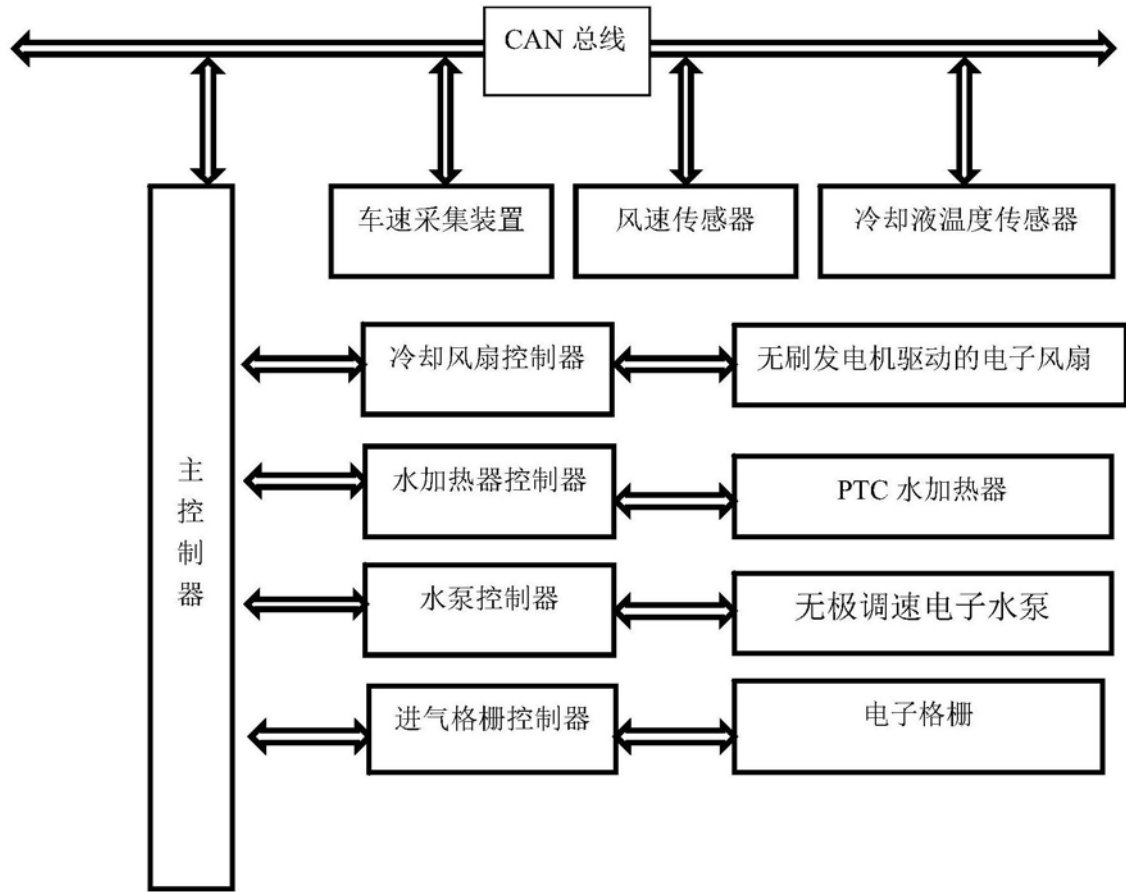 CAN 总线
车速采集装置
风速传感器
冷却液温度传感器
主
控
制
器
冷却风扇控制器
无刷发电机驱动的电子风扇
水加热器控制器
PTC 水加热器
水泵控制器
无极调速电子水泵
进气格栅控制器
电子格栅